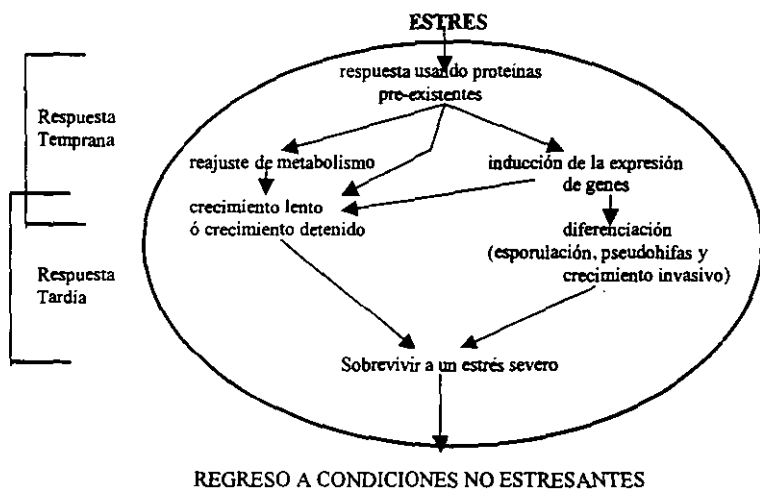 ESTRES
respuesta usando proteínas
pre-existentes
Respuesta
Temprana
reajuste de metabolismo
inducción de la expresión
de genes
crecimiento lento
ó crecimiento detenido
diferenciación
(esporulación, pseudohifas y
crecimiento invasivo)
Respuesta
Tardía
Sobrevivir a un estrés severo
REGRESO A CONDICIONES NO ESTRESANTES